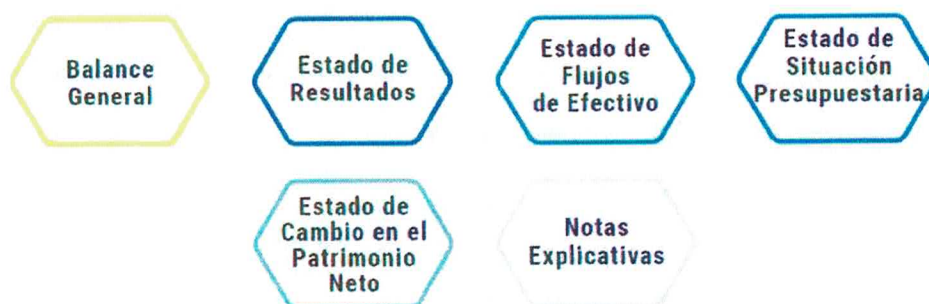 Balance
General
Estado de
Resultados
Estado de
Flujos
de Efectivo
Estado de
Situación
Presupuestaria
Estado de
Cambio en el
Patrimonio
Neto
Notas
Explicativas